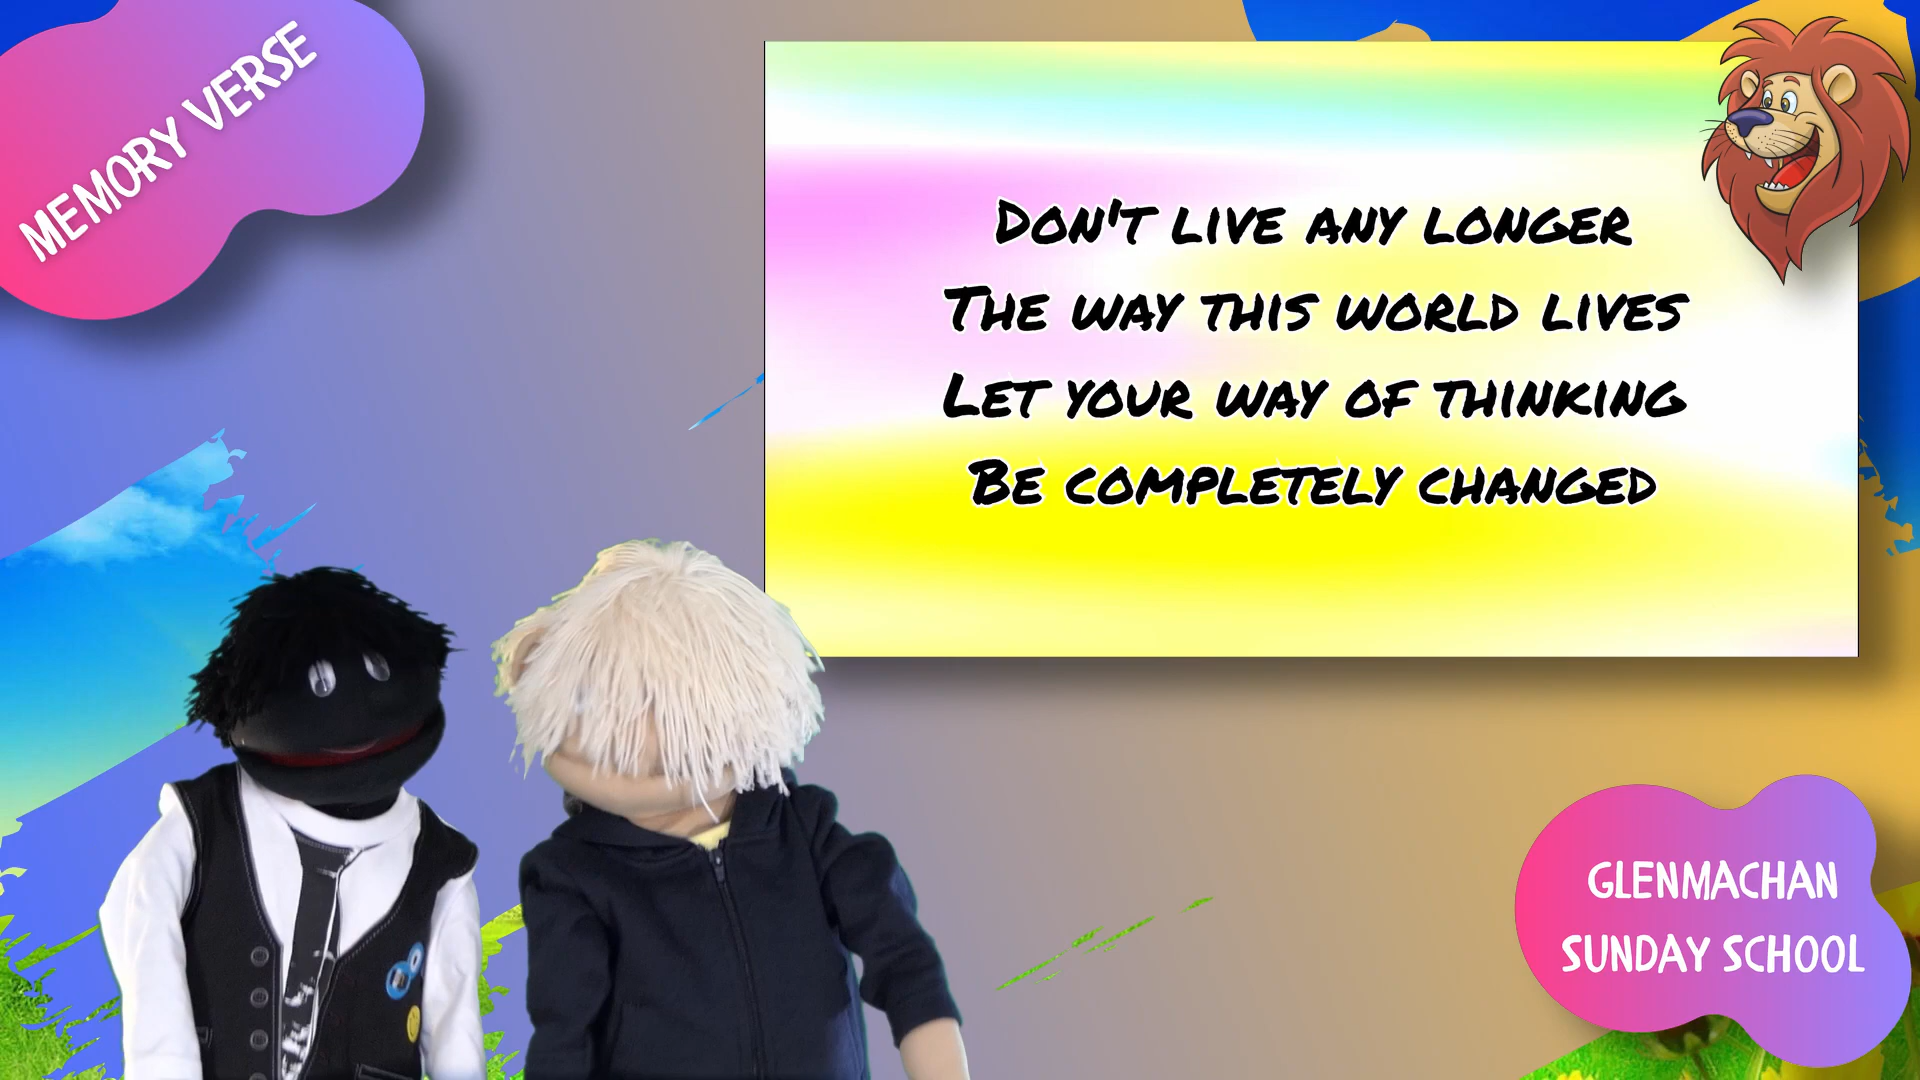 MEMORY VERSE
DON'T LIVE ANY LONGER
THE WAY THIS WORLD LIVES
LET YOUR WAY OF THINKING
BE COMPLETELY CHANGED
GLENMACHAN
SUNDAY SCHOOL